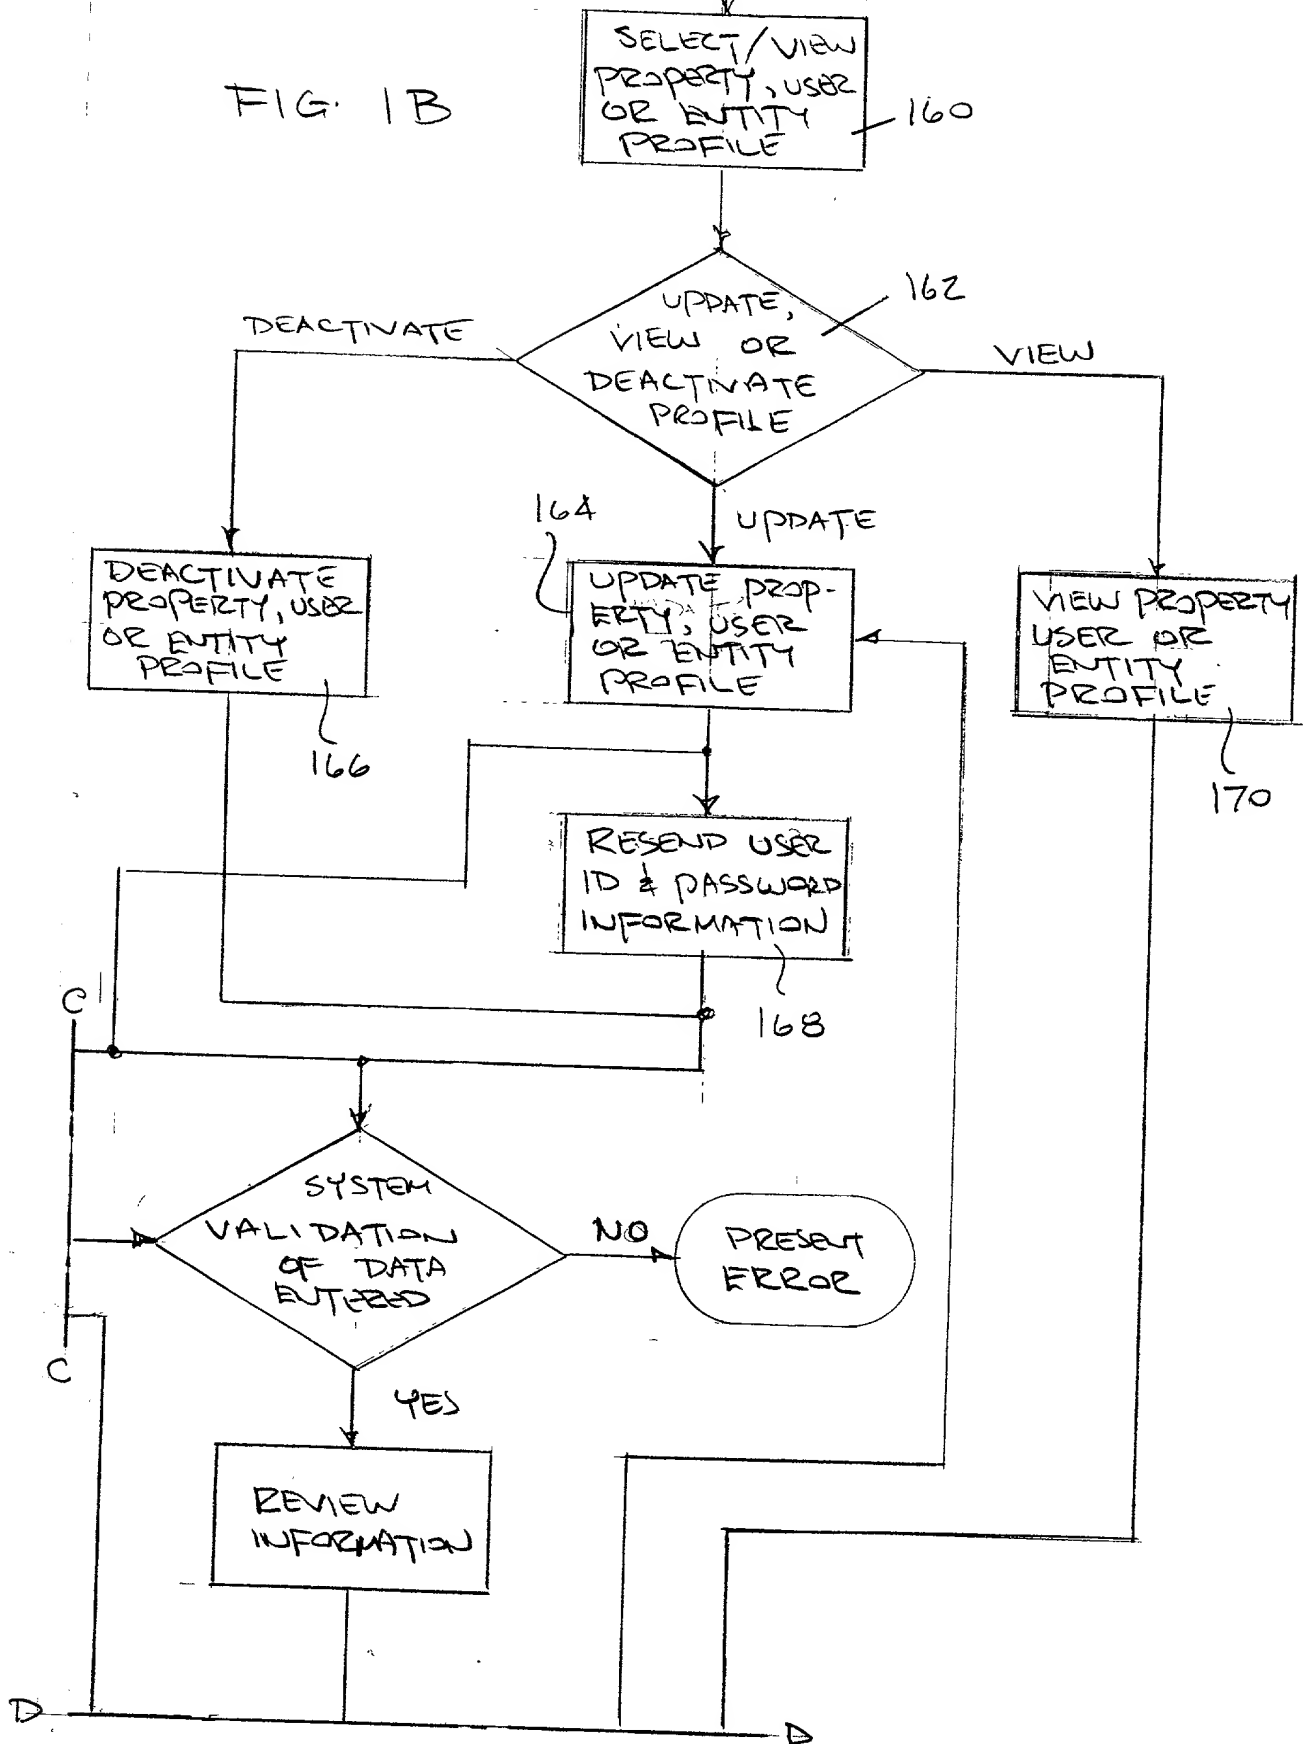 FIG. 1B
SELECT/VIEW
PROPERTY, USER
OR ENTITY
PROFILE
160
UPDATE,
VIEW OR
DEACTIVATE
PROFILE
162
DEACTIVATE
VIEW
UPDATE
164
DEACTIVATE
PROPERTY, USER
OR ENTITY
PROFILE
166
UPDATE PROP-
ERTY, USER
OR ENTITY
PROFILE
VIEW PROPERTY
USER OR
ENTITY
PROFILE
170
RESEND USER
ID & PASSWORD
INFORMATION
168
C
SYSTEM
VALIDATION
OF DATA
ENTERED
NO
PRESENT
ERROR
C
YES
REVIEW
INFORMATION
D
D